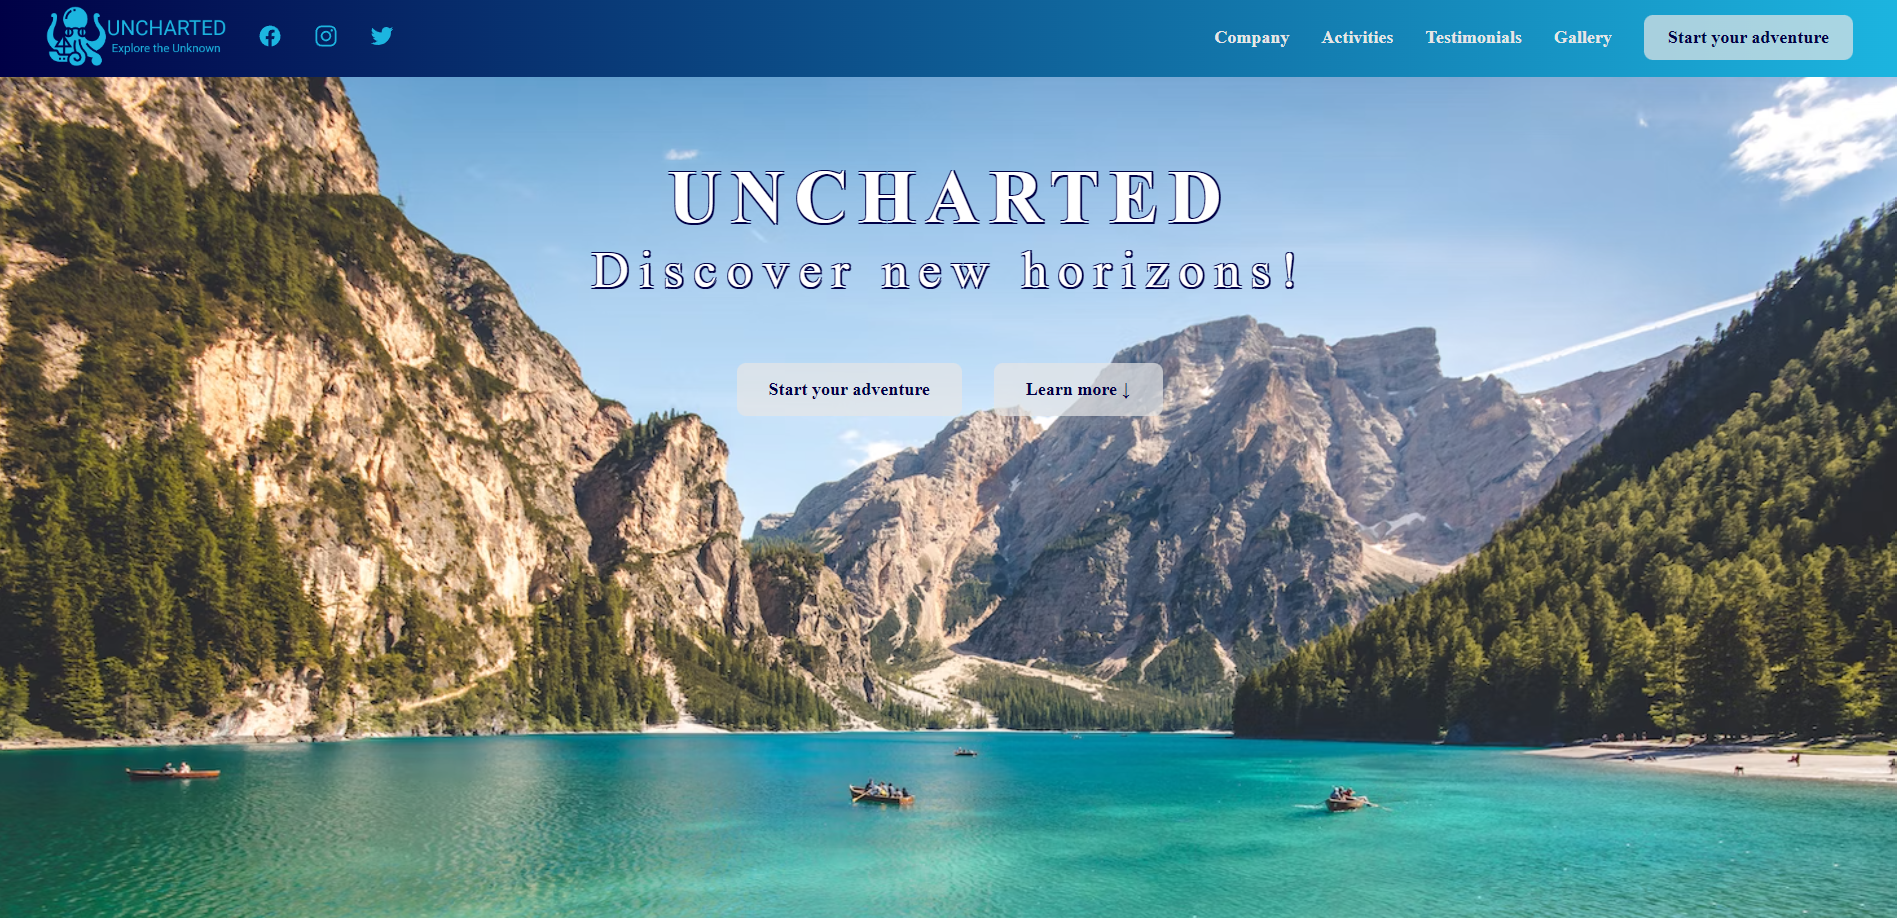 UNCHARTED
Explore the Unknown
Company Activities Testimonials Gallery Start your adventure
UNCHARTED
Discover new horizons!
Start your adventure Learn more ↓